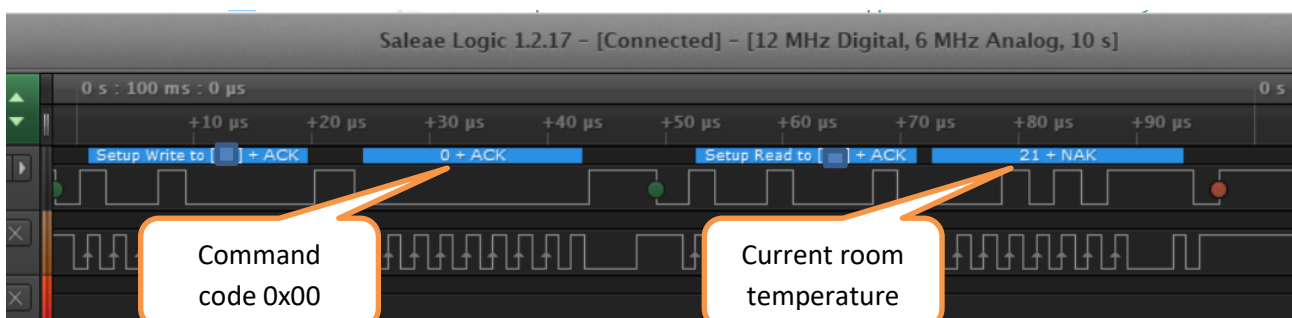 Saleae Logic 1.2.17 - [Connected] - [12 MHz Digital, 6 MHz Analog, 10 s]
0 s : 100 ms : 0 µs
0 s
+10 µs +20 µs +30 µs +40 µs +50 µs +60 µs +70 µs +80 µs +90 µs
Setup Write to [ ] + ACK
0 + ACK
Setup Read to [ ] + ACK
21 + NAK
Command
code 0x00
Current room
temperature